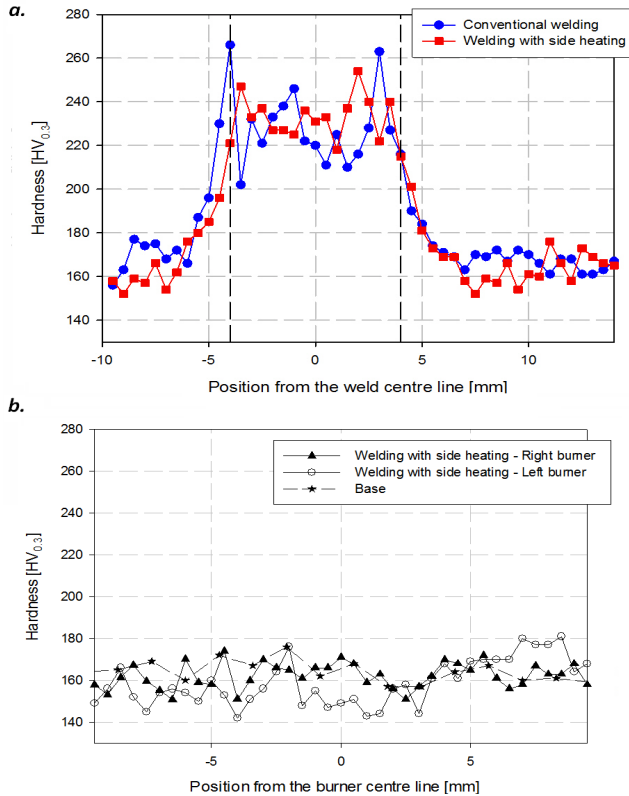 a.
280
260
240
220
200
180
160
140
Hardness [HV0.3]
Conventional welding
Welding with side heating
-10
-5
0
5
10
Position from the weld centre line [mm]
b.
280
260
240
220
200
180
160
140
Hardness [HV0.3]
Welding with side heating - Right burner
Welding with side heating - Left burner
Base
-5
0
5
Position from the burner centre line [mm]